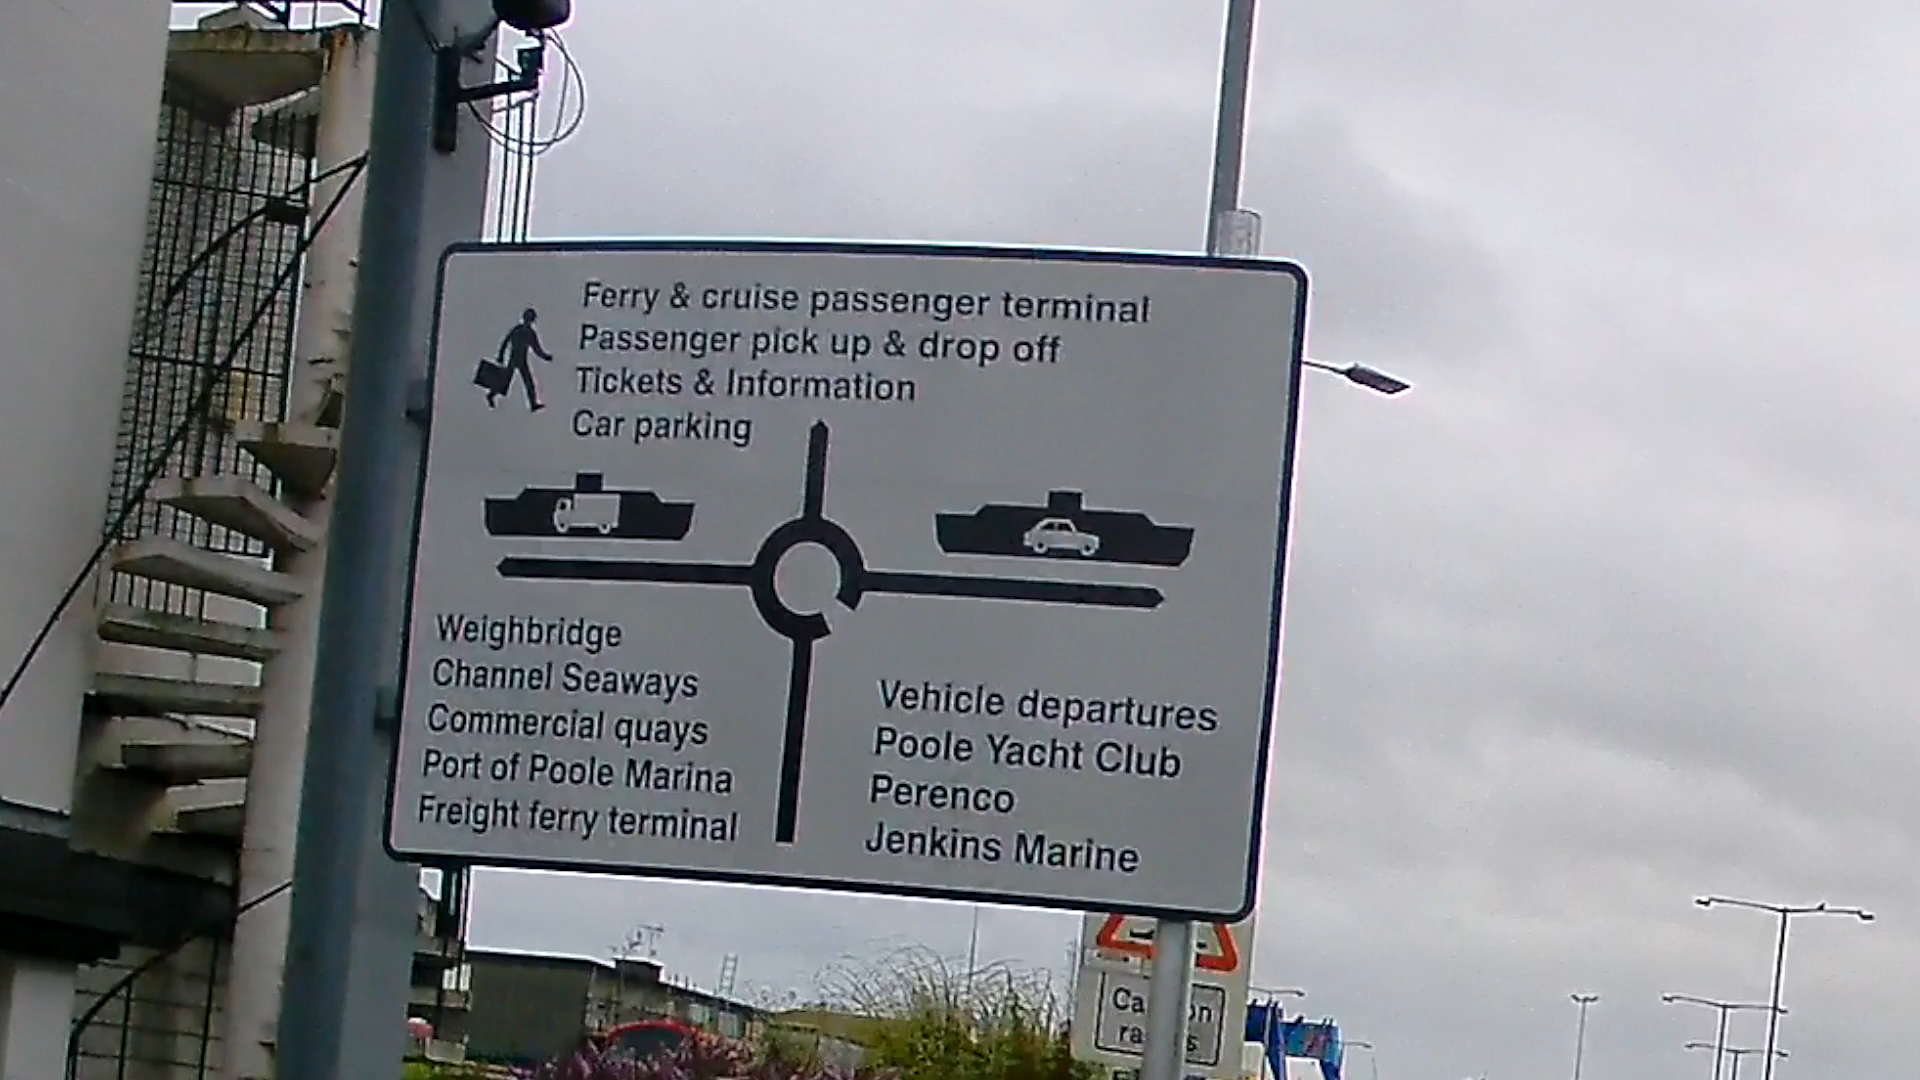 Ferry & cruise passenger terminal
Passenger pick up & drop off
Tickets & Information
Car parking
Weighbridge
Channel Seaways
Commercial quays
Port of Poole Marina
Freight ferry terminal
Vehicle departures
Poole Yacht Club
Perenco
Jenkins Marine